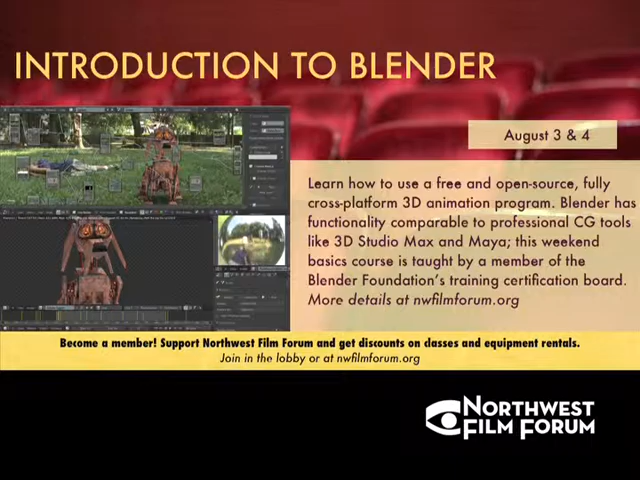 INTRODUCTION TO BLENDER
August 3 & 4
Learn how to use a free and open-source, fully
cross-platform 3D animation program. Blender has
functionality comparable to professional CG tools
like 3D Studio Max and Maya; this weekend
basics course is taught by a member of the
Blender Foundation's training certification board.
More details at nwfilmforum.org
Become a member! Support Northwest Film Forum and get discounts on classes and equipment rentals.
Join in the lobby or at nwfilmforum.org
NORTHWEST
FILM FORUM